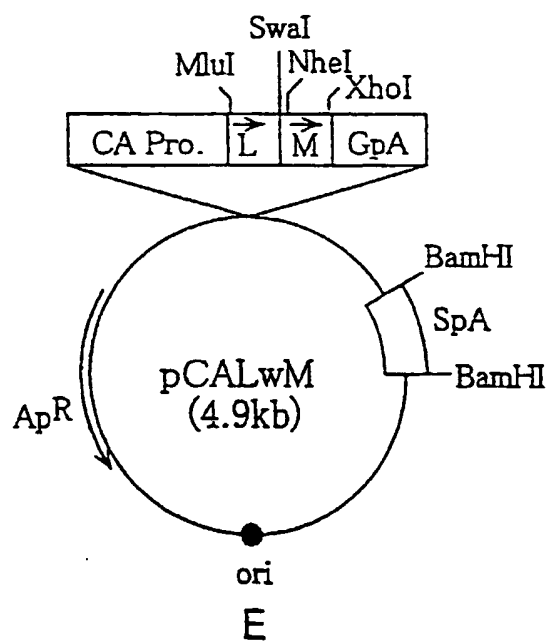 SwaI
MluI
NheI
XhoI
CA Pro.
L
M
GpA
BamHI
SpA
BamHI
pCALwM
(4.9kb)
ApR
ori
E